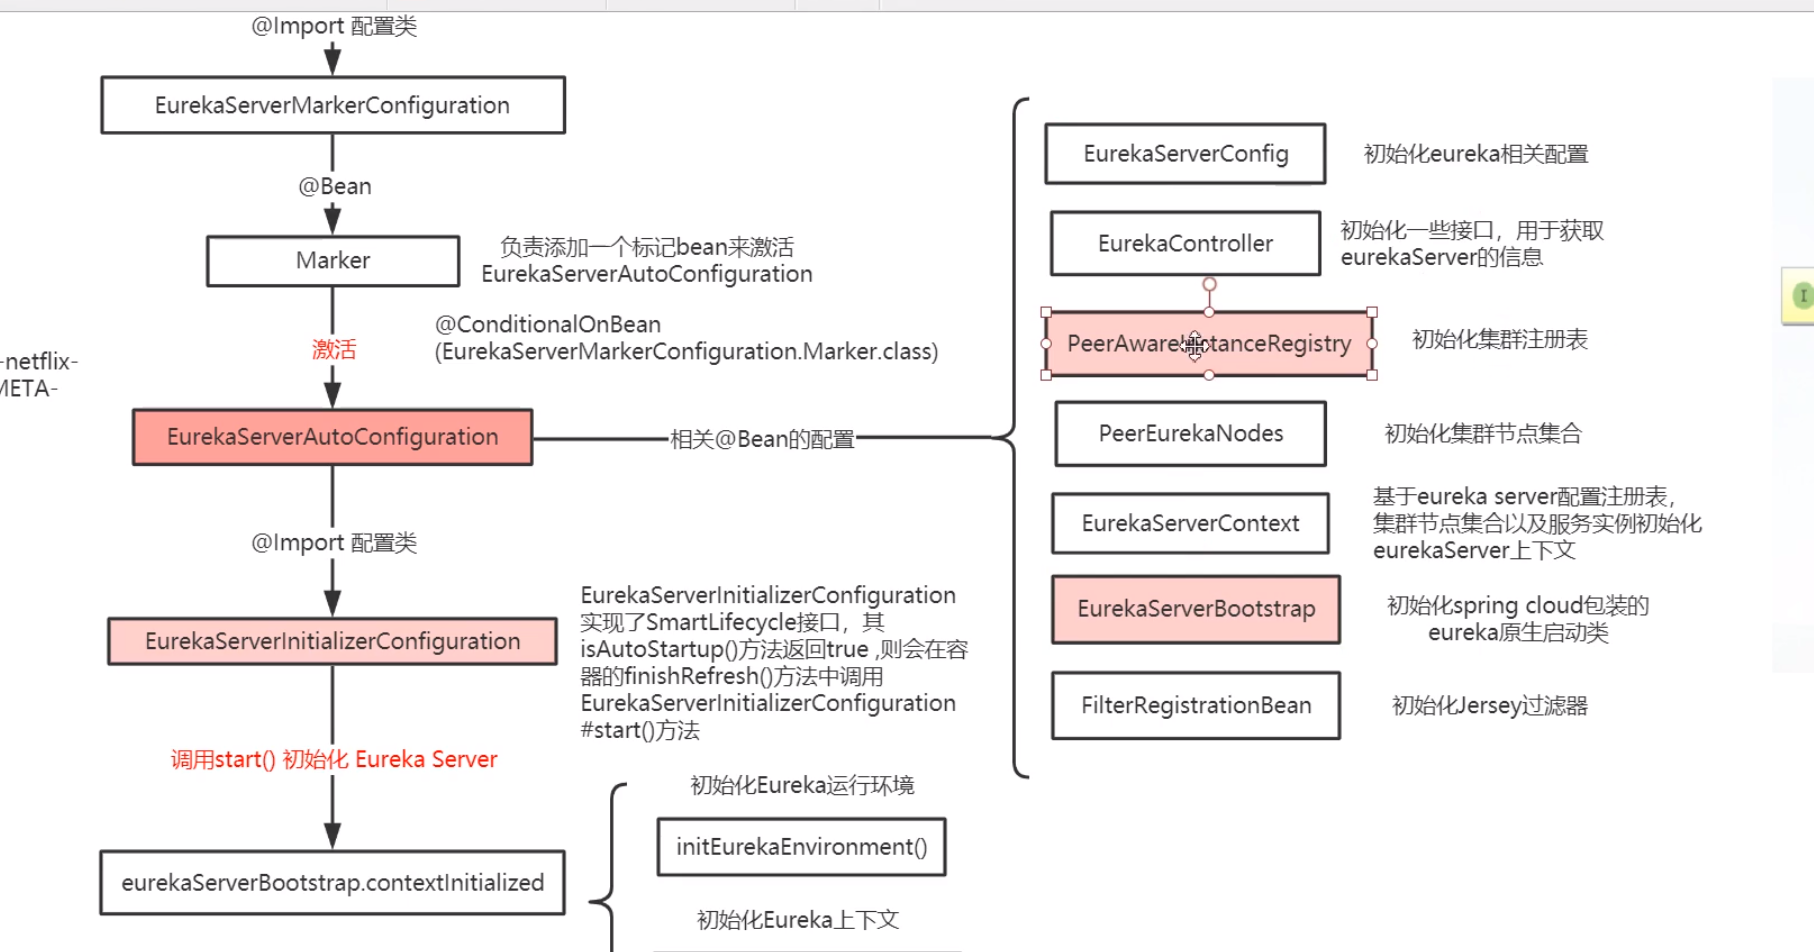 @Import 配置类
EurekaServerMarkerConfiguration
@Bean
Marker
负责添加一个标记bean来激活
EurekaServerAutoConfiguration
激活
@ConditionalOnBean
(EurekaServerMarkerConfiguration.Marker.class)
-netflix-
META-
EurekaServerAutoConfiguration
相关@Bean的配置
@Import 配置类
EurekaServerInitializerConfiguration
EurekaServerInitializerConfiguration
实现了SmartLifecycle接口，其
isAutoStartup()方法返回true ,则会在容
器的finishRefresh()方法中调用
EurekaServerInitializerConfiguration
#start()方法
调用start() 初始化 Eureka Server
eurekaServerBootstrap.contextInitialized
初始化Eureka运行环境
initEurekaEnvironment()
初始化Eureka上下文
EurekaServerConfig
初始化eureka相关配置
EurekaController
初始化一些接口，用于获取
eurekaServer的信息
PeerAwareInstanceRegistry
初始化集群注册表
PeerEurekaNodes
初始化集群节点集合
EurekaServerContext
基于eureka server配置注册表，
集群节点集合以及服务实例初始化
eurekaServer上下文
EurekaServerBootstrap
初始化spring cloud包装的
eureka原生启动类
FilterRegistrationBean
初始化Jersey过滤器